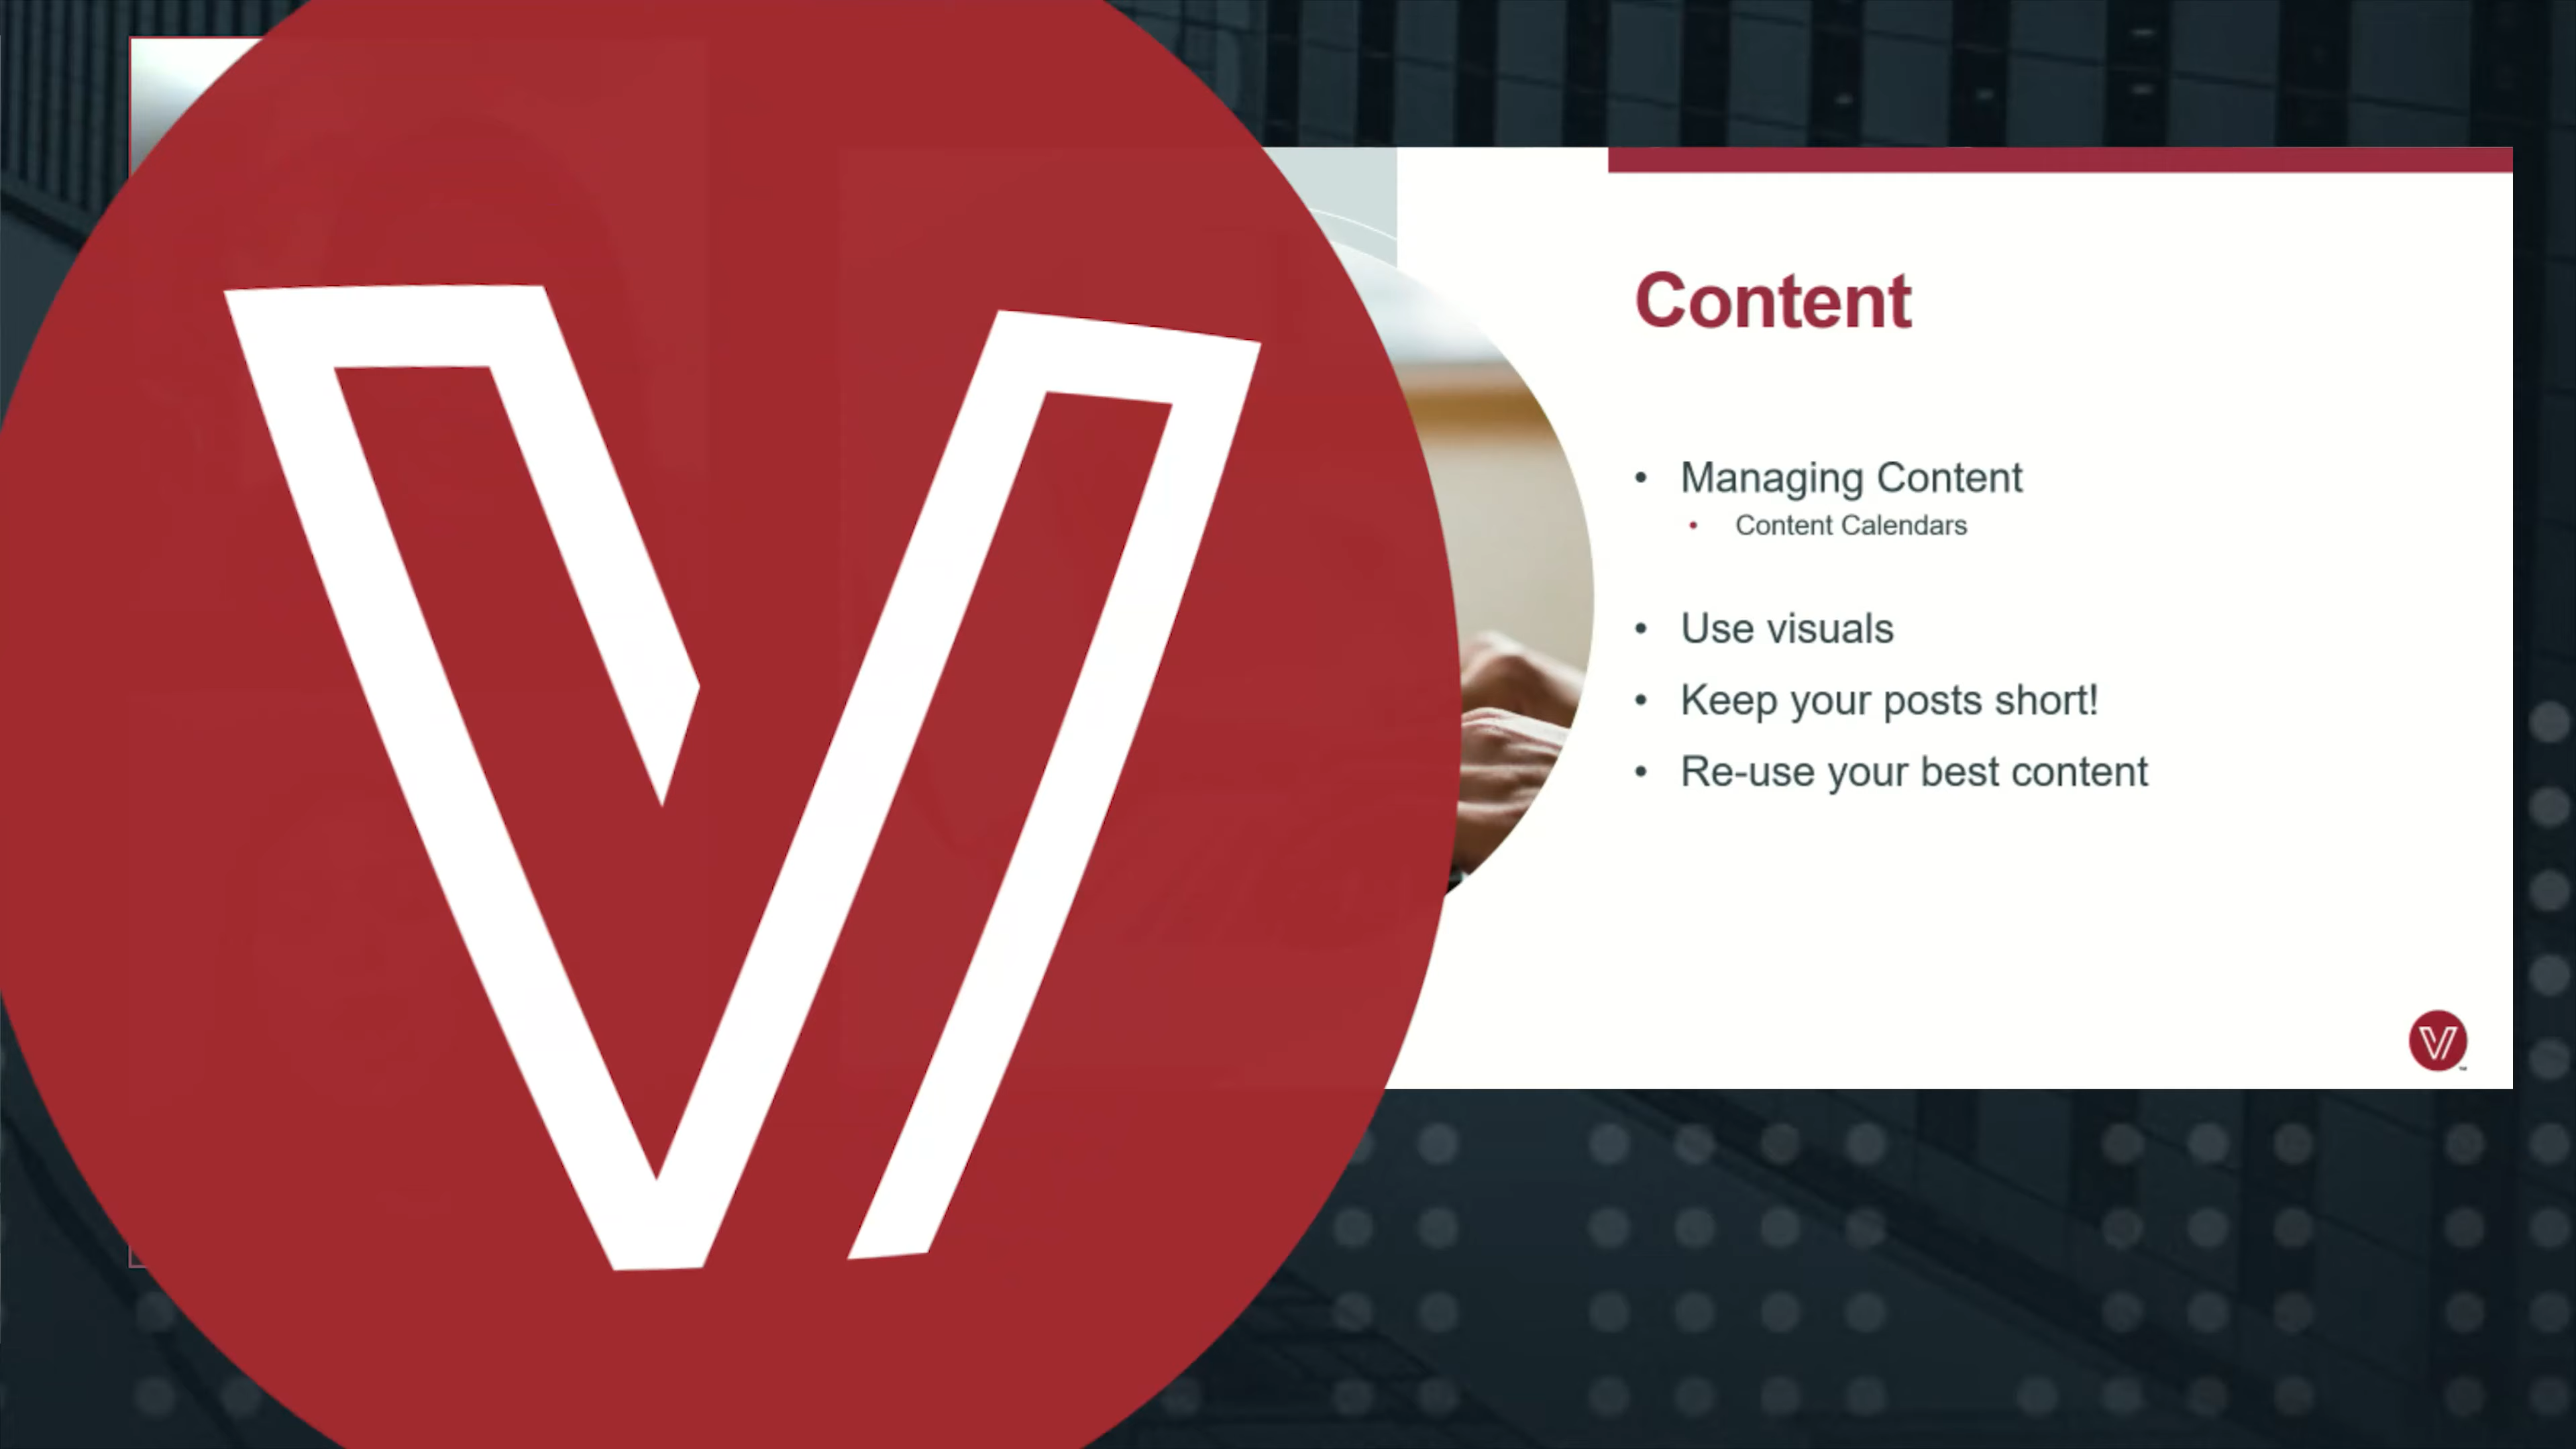 V
Content
• Managing Content
• Content Calendars
• Use visuals
• Keep your posts short!
• Re-use your best content
V